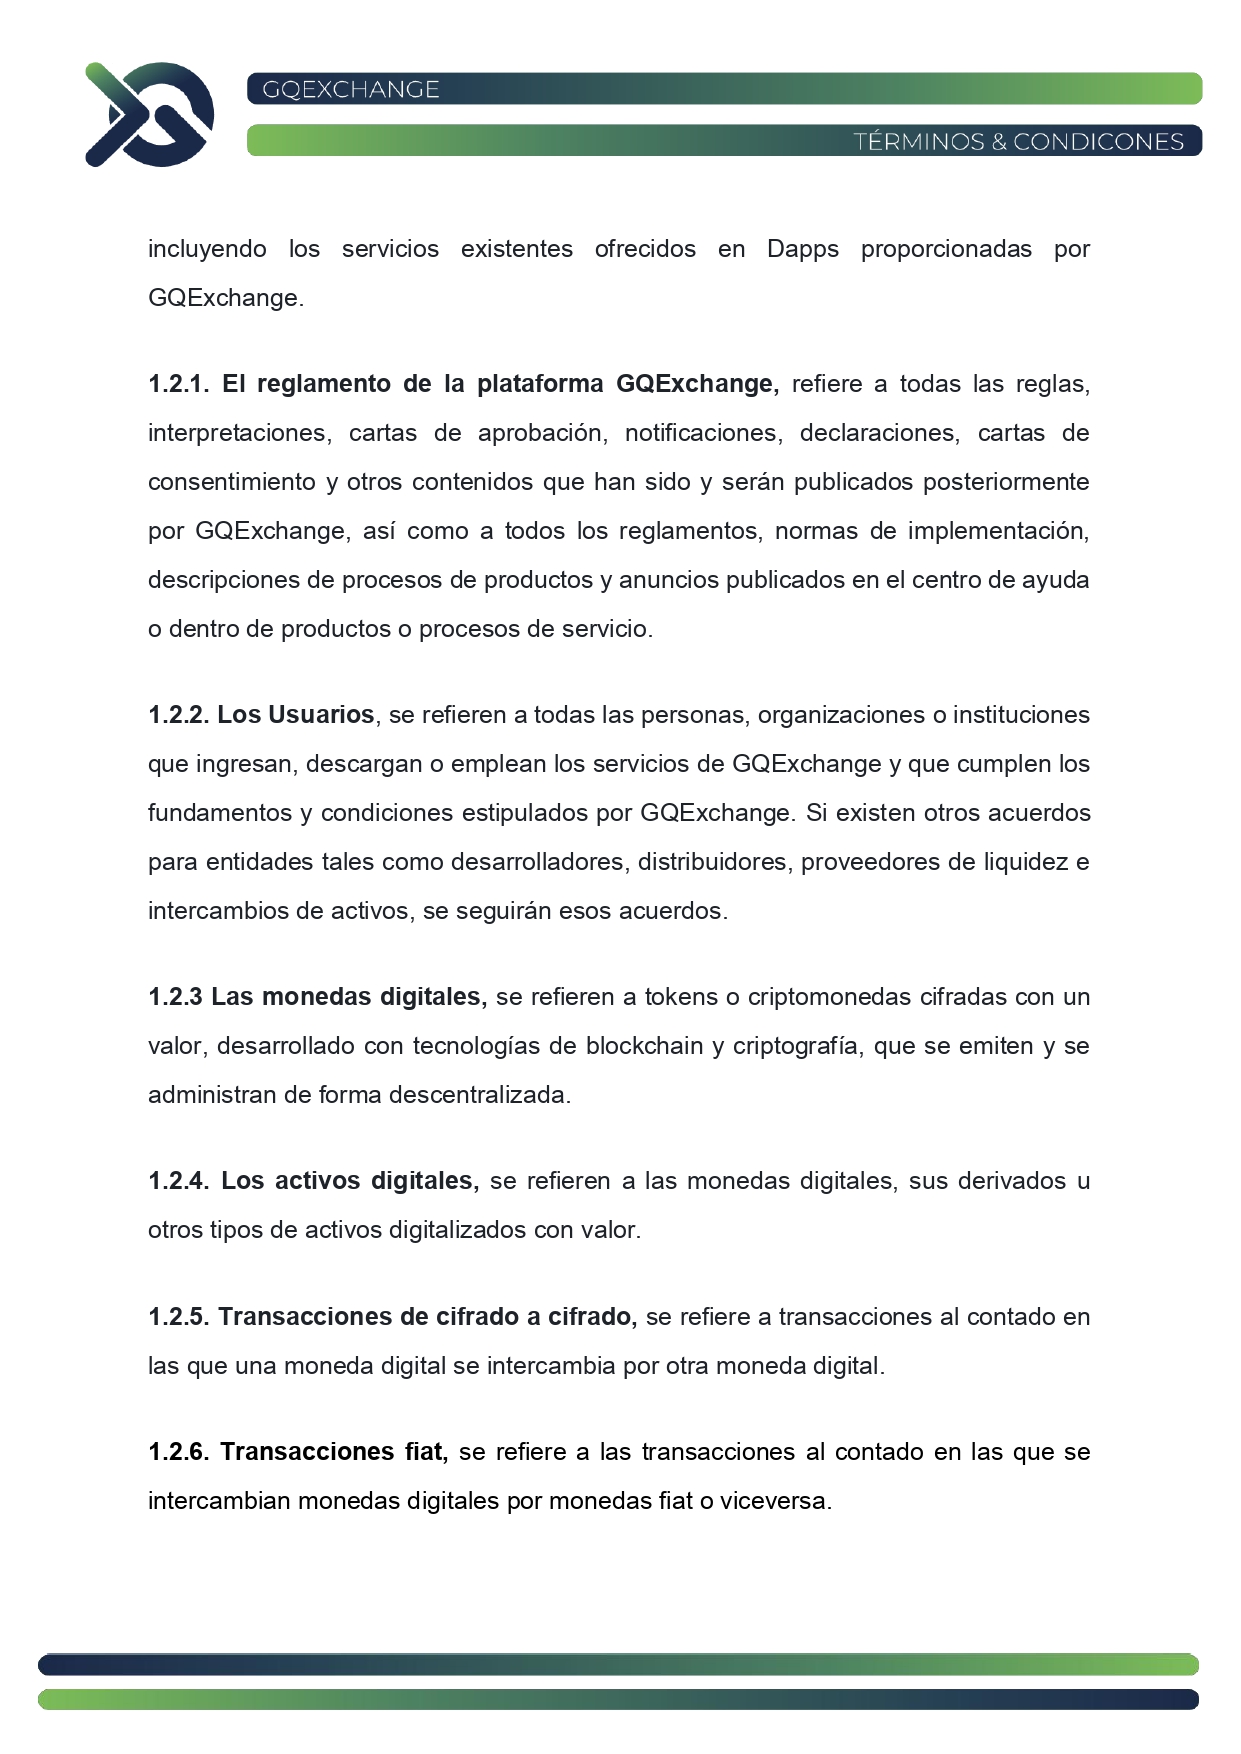 GQEXCHANGE
TÉRMINOS & CONDICONES
incluyendo los servicios existentes ofrecidos en Dapps proporcionadas por
GQExchange.
1.2.1. El reglamento de la plataforma GQExchange, refiere a todas las reglas,
interpretaciones, cartas de aprobación, notificaciones, declaraciones, cartas de
consentimiento y otros contenidos que han sido y serán publicados posteriormente
por GQExchange, así como a todos los reglamentos, normas de implementación,
descripciones de procesos de productos y anuncios publicados en el centro de ayuda
o dentro de productos o procesos de servicio.
1.2.2. Los Usuarios, se refieren a todas las personas, organizaciones o instituciones
que ingresan, descargan o emplean los servicios de GQExchange y que cumplen los
fundamentos y condiciones estipulados por GQExchange. Si existen otros acuerdos
para entidades tales como desarrolladores, distribuidores, proveedores de liquidez e
intercambios de activos, se seguirán esos acuerdos.
1.2.3 Las monedas digitales, se refieren a tokens o criptomonedas cifradas con un
valor, desarrollado con tecnologías de blockchain y criptografía, que se emiten y se
administran de forma descentralizada.
1.2.4. Los activos digitales, se refieren a las monedas digitales, sus derivados u
otros tipos de activos digitalizados con valor.
1.2.5. Transacciones de cifrado a cifrado, se refiere a transacciones al contado en
las que una moneda digital se intercambia por otra moneda digital.
1.2.6. Transacciones fiat, se refiere a las transacciones al contado en las que se
intercambian monedas digitales por monedas fiat o viceversa.